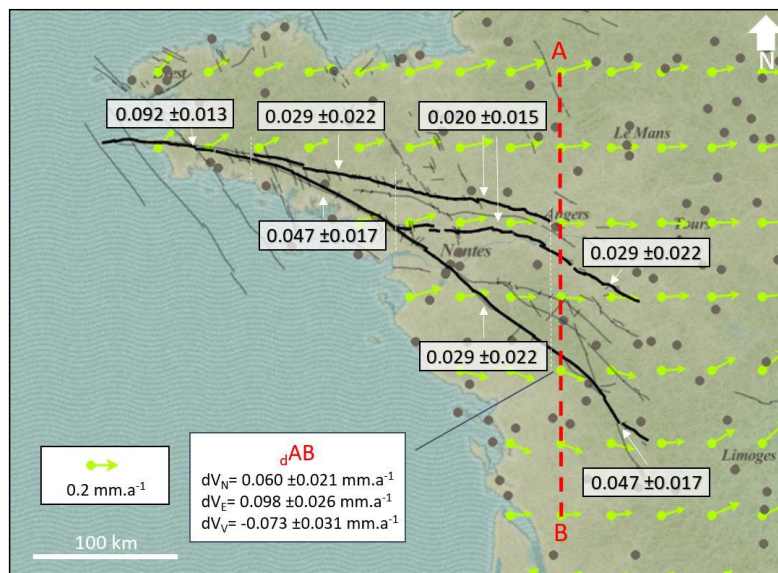 A
N
Brest
0.092 ±0.013
0.029 ±0.022
0.020 ±0.015
Le Mans
0.047 ±0.017
Angers
Tours
Nantes
0.029 ±0.022
0.029 ±0.022
dAB
dVN= 0.060 ±0.021 mm.a-1
dVE= 0.098 ±0.026 mm.a-1
dVV= -0.073 ±0.031 mm.a-1
0.2 mm.a-1
Limoges
0.047 ±0.017
B
100 km